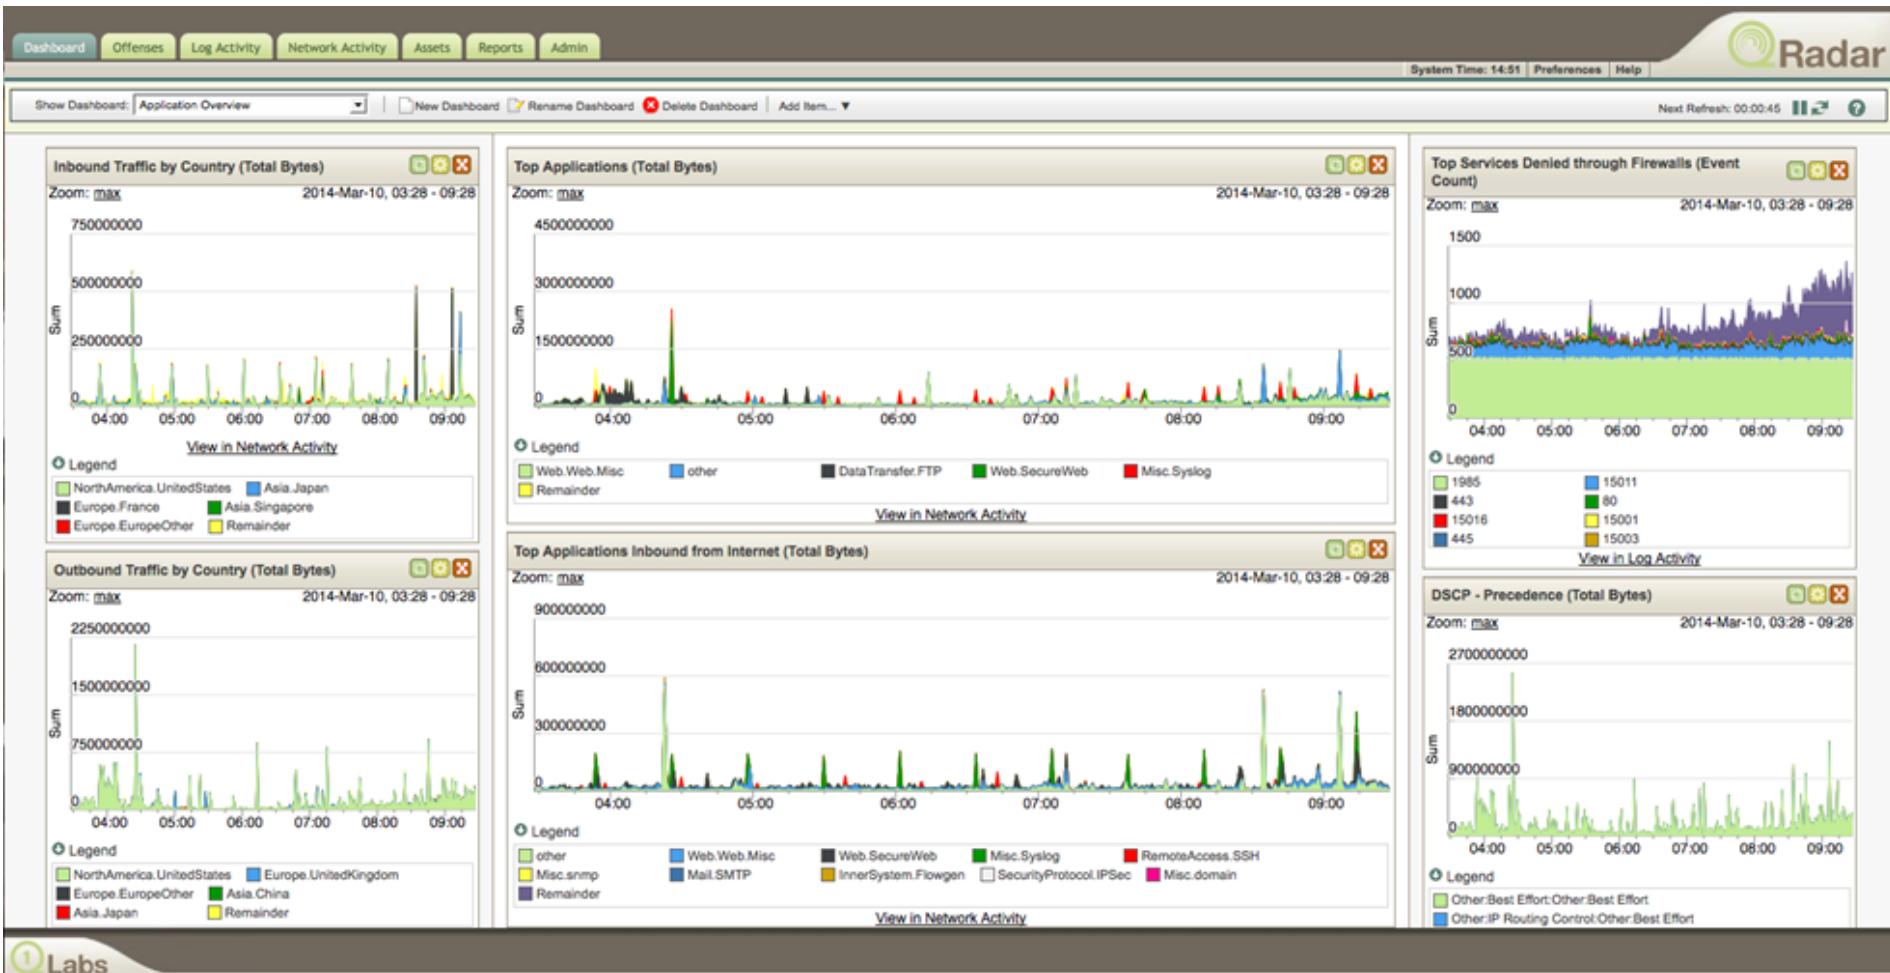 Dashboard Offenses Log Activity Network Activity Assets Reports Admin
QRadar
System Time: 14:51 Preferences Help
Show Dashboard: Application Overview New Dashboard Rename Dashboard Delete Dashboard Add Item... Next Refresh: 00:00:45
Inbound Traffic by Country (Total Bytes)
Zoom: max 2014-Mar-10, 03:28 - 09:28
750000000
500000000
250000000
0
Sum
04:00 05:00 06:00 07:00 08:00 09:00
View in Network Activity
Legend
NorthAmerica.UnitedStates Asia.Japan
Europe.France Asia.Singapore
Europe.EuropeOther Remainder
Outbound Traffic by Country (Total Bytes)
Zoom: max 2014-Mar-10, 03:28 - 09:28
2250000000
1500000000
750000000
0
Sum
04:00 05:00 06:00 07:00 08:00 09:00
Legend
NorthAmerica.UnitedStates Europe.UnitedKingdom
Europe.EuropeOther Asia.China
Asia.Japan Remainder
Top Applications (Total Bytes)
Zoom: max 2014-Mar-10, 03:28 - 09:28
4500000000
3000000000
1500000000
0
Sum
04:00 05:00 06:00 07:00 08:00 09:00
Legend
Web.Web.Misc other DataTransfer.FTP Web.SecureWeb Misc.Syslog
Remainder
View in Network Activity
Top Applications Inbound from Internet (Total Bytes)
Zoom: max 2014-Mar-10, 03:28 - 09:28
900000000
600000000
300000000
0
Sum
04:00 05:00 06:00 07:00 08:00 09:00
Legend
other Web.Web.Misc Web.SecureWeb Misc.Syslog RemoteAccess.SSH
Misc.snmp Mail.SMTP InnerSystem.Flowgen SecurityProtocol.IPSec Misc.domain
Remainder
View in Network Activity
Top Services Denied through Firewalls (Event
Count)
Zoom: max 2014-Mar-10, 03:28 - 09:28
1500
1000
500
0
Sum
04:00 05:00 06:00 07:00 08:00 09:00
Legend
1985 15011
443 80
15016 15001
445 15003
View in Log Activity
DSCP - Precedence (Total Bytes)
Zoom: max 2014-Mar-10, 03:28 - 09:28
2700000000
1800000000
900000000
0
Sum
04:00 05:00 06:00 07:00 08:00 09:00
Legend
Other:Best Effort:Other:Best Effort
Other:IP Routing Control:Other:Best Effort
Q1 Labs